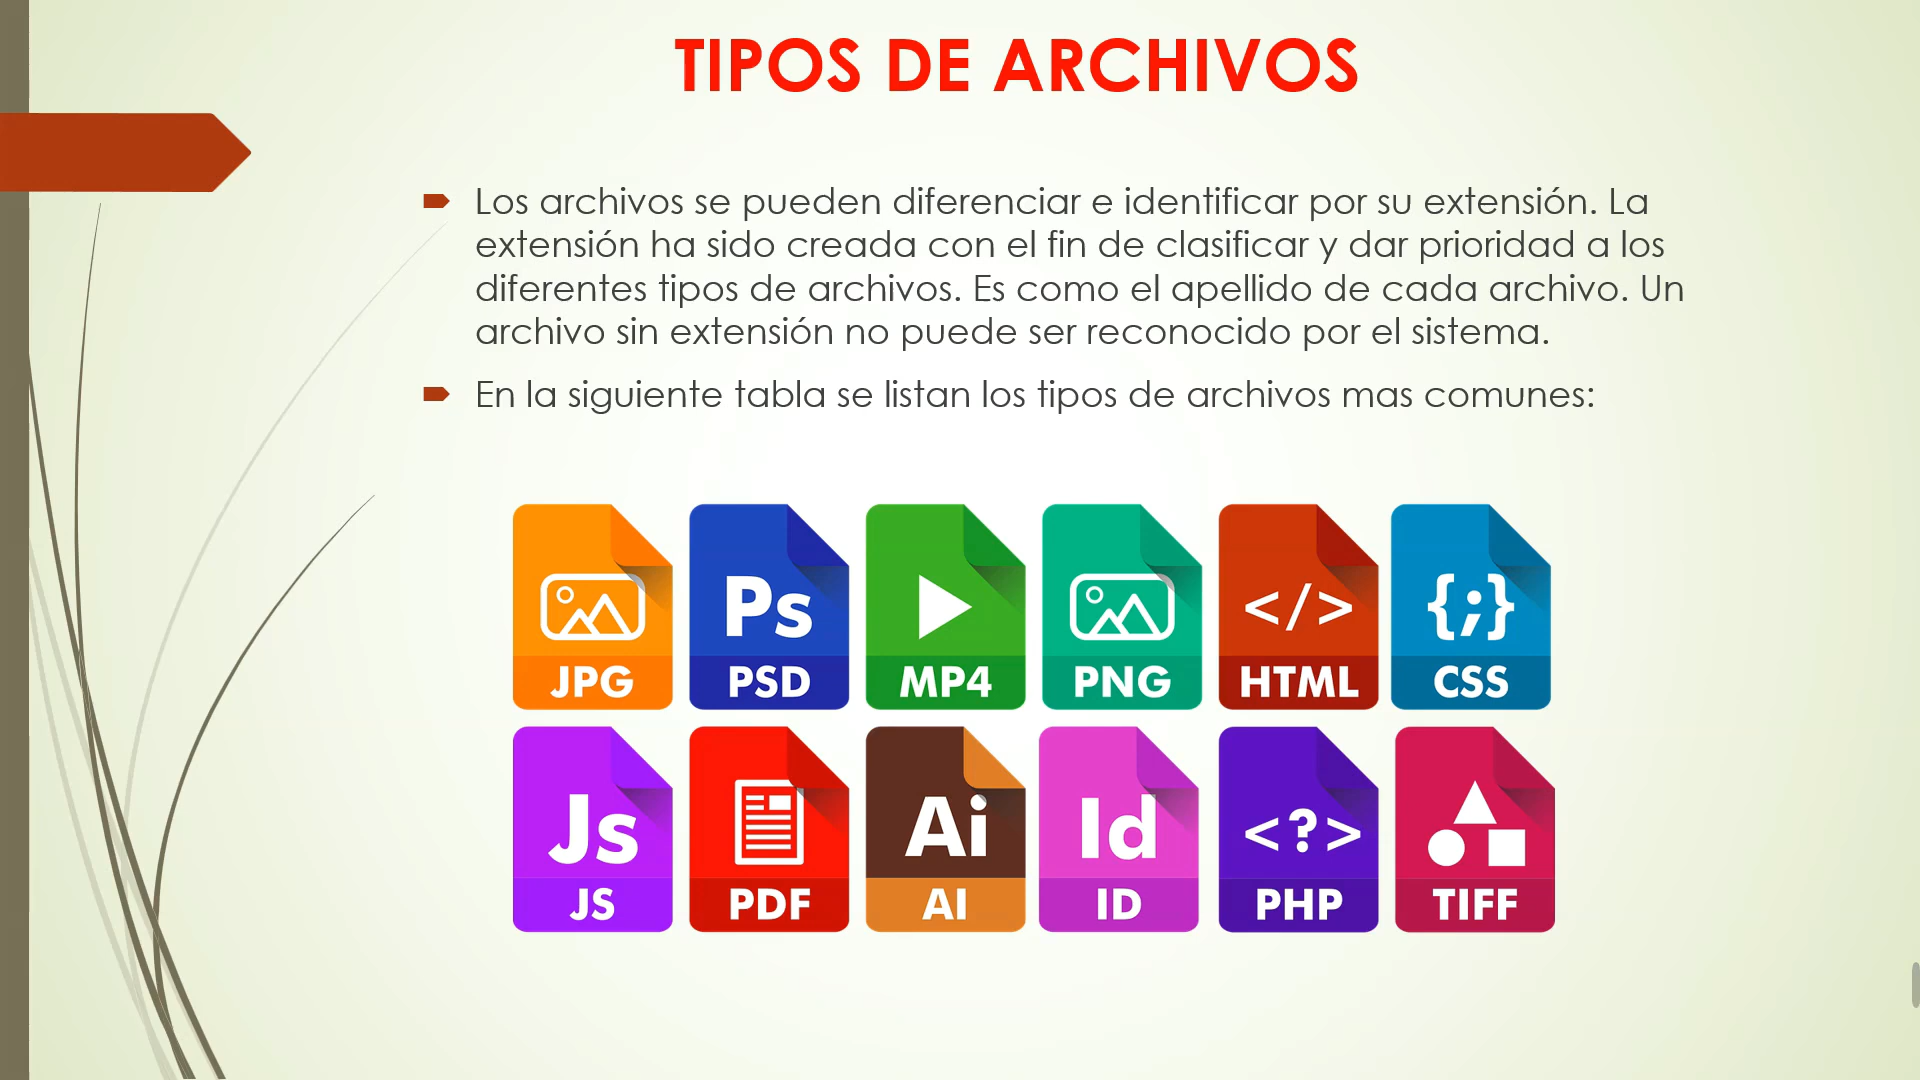 TIPOS DE ARCHIVOS
Los archivos se pueden diferenciar e identificar por su extensión. La
extensión ha sido creada con el fin de clasificar y dar prioridad a los
diferentes tipos de archivos. Es como el apellido de cada archivo. Un
archivo sin extensión no puede ser reconocido por el sistema.
En la siguiente tabla se listan los tipos de archivos mas comunes:
Ps </> {;}
JPG PSD MP4 PNG HTML CSS
Js Ai Id <?>
JS PDF AI ID PHP TIFF